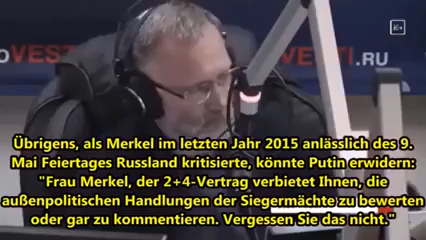 VESTI.RU
Übrigens, als Merkel im letzten Jahr 2015 anlässlich des 9.
Mai Feiertages Russland kritisierte, könnte Putin erwidern:
"Frau Merkel, der 2+4-Vertrag verbietet Ihnen, die
außenpolitischen Handlungen der Siegermächte zu bewerten
oder gar zu kommentieren. Vergessen Sie das nicht."